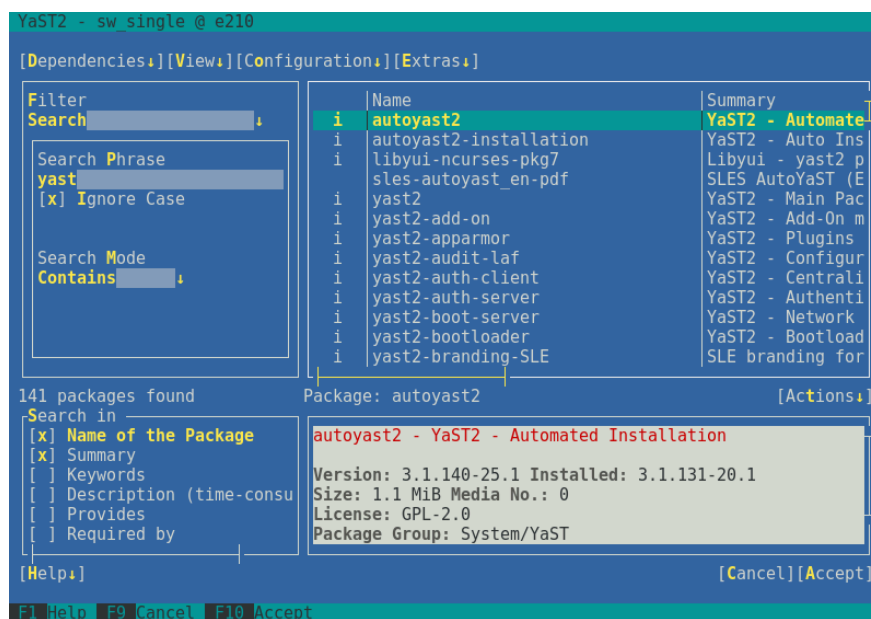 YaST2 - sw_single @ e210
[Dependencies↓][View↓][Configuration↓][Extras↓]
Filter
Search ↓
Search Phrase
yast
[x] Ignore Case
Search Mode
Contains ↓
Name Summary
i autoyast2 YaST2 - Automate
i autoyast2-installation YaST2 - Auto Ins
i libyui-ncurses-pkg7 Libyui - yast2 p
sles-autoyast_en-pdf SLES AutoYaST (E
i yast2 YaST2 - Main Pac
i yast2-add-on YaST2 - Add-On m
i yast2-apparmor YaST2 - Plugins
i yast2-audit-laf YaST2 - Configur
i yast2-auth-client YaST2 - Centrali
i yast2-auth-server YaST2 - Authenti
i yast2-boot-server YaST2 - Network
i yast2-bootloader YaST2 - Bootload
i yast2-branding-SLE SLE branding for
141 packages found
Package: autoyast2 [Actions↓]
Search in
[x] Name of the Package
[x] Summary
[ ] Keywords
[ ] Description (time-consu
[ ] Provides
[ ] Required by
autoyast2 - YaST2 - Automated Installation
Version: 3.1.140-25.1 Installed: 3.1.131-20.1
Size: 1.1 MiB Media No.: 0
License: GPL-2.0
Package Group: System/YaST
[Help↓] [Cancel][Accept]
F1 Help F9 Cancel F10 Accept